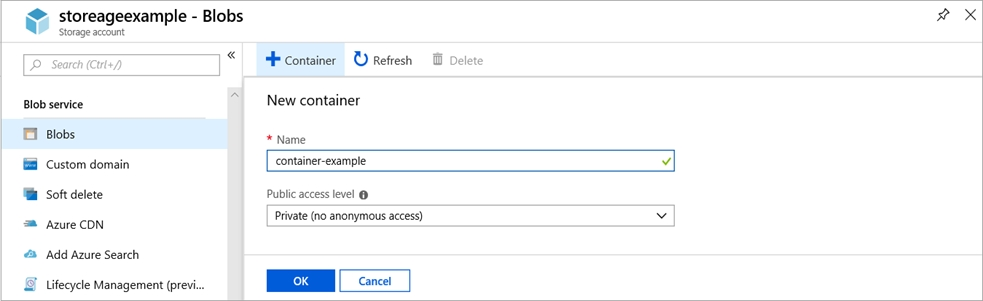 storeageexample - Blobs
Storage account
Search (Ctrl+/)
«
Blob service
Blobs
Custom domain
Soft delete
Azure CDN
Add Azure Search
Lifecycle Management (previ...
+ Container
Refresh
Delete
New container
* Name
container-example
Public access level
Private (no anonymous access)
OK
Cancel